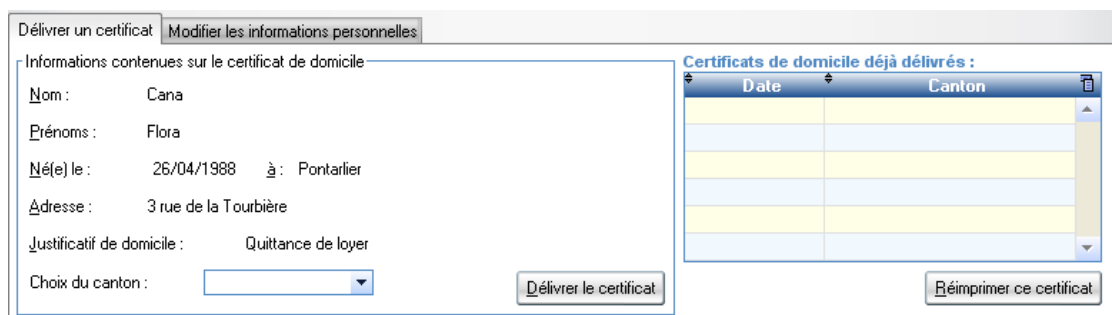 Délivrer un certificat
Modifier les informations personnelles
Informations contenues sur le certificat de domicile
Nom : Cana
Prénoms : Flora
Né(e) le : 26/04/1988 à : Pontarlier
Adresse : 3 rue de la Tourbière
Justificatif de domicile : Quittance de loyer
Choix du canton :
Délivrer le certificat
Certificats de domicile déjà délivrés :
Date Canton
Réimprimer ce certificat